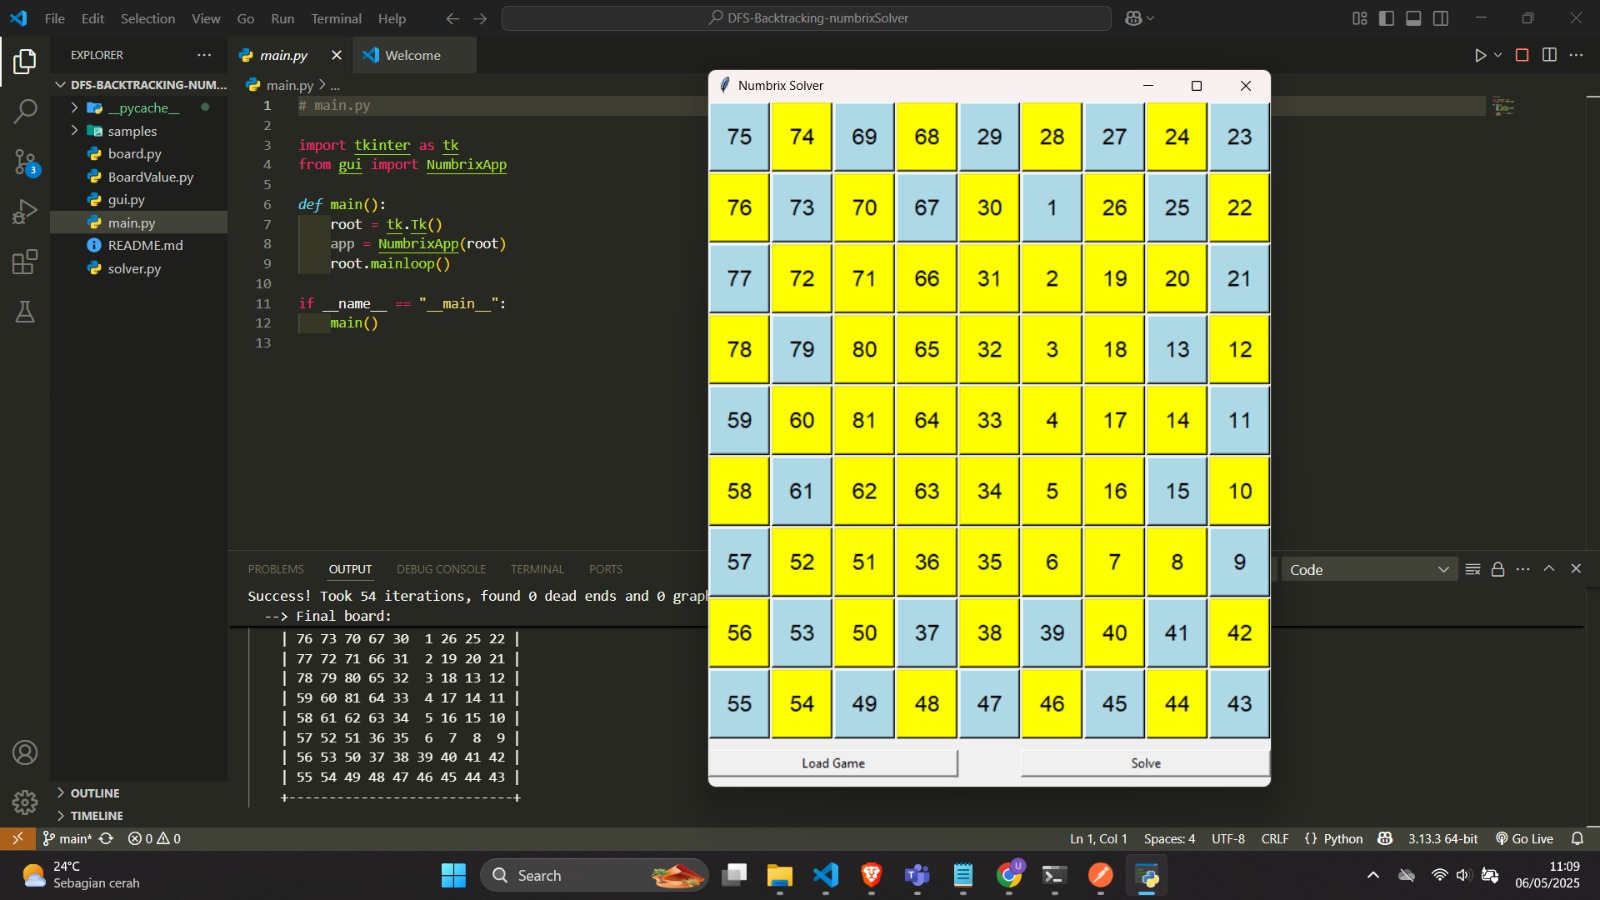 File Edit Selection View Go Run Terminal Help
DFS-Backtracking-numbrixSolver
EXPLORER
main.py
Welcome
DFS-BACKTRACKING-NUM...
__pycache__
samples
board.py
BoardValue.py
gui.py
main.py
README.md
solver.py
3
OUTLINE
TIMELINE
main.py > ...
1 # main.py
2
3 import tkinter as tk
4 from gui import NumbrixApp
5
6 def main():
7 root = tk.Tk()
8 app = NumbrixApp(root)
9 root.mainloop()
10
11 if __name__ == "__main__":
12 main()
13
Numbrix Solver
75 74 69 68 29 28 27 24 23
76 73 70 67 30 1 26 25 22
77 72 71 66 31 2 19 20 21
78 79 80 65 32 3 18 13 12
59 60 81 64 33 4 17 14 11
58 61 62 63 34 5 16 15 10
57 52 51 36 35 6 7 8 9
56 53 50 37 38 39 40 41 42
55 54 49 48 47 46 45 44 43
Load Game Solve
PROBLEMS OUTPUT DEBUG CONSOLE TERMINAL PORTS
Code
Success! Took 54 iterations, found 0 dead ends and 0 grap
--> Final board:
| 76 73 70 67 30  1 26 25 22 |
| 77 72 71 66 31  2 19 20 21 |
| 78 79 80 65 32  3 18 13 12 |
| 59 60 81 64 33  4 17 14 11 |
| 58 61 62 63 34  5 16 15 10 |
| 57 52 51 36 35  6  7  8  9 |
| 56 53 50 37 38 39 40 41 42 |
| 55 54 49 48 47 46 45 44 43 |
+----------------------------+
main* 0 0
Ln 1, Col 1 Spaces: 4 UTF-8 CRLF {} Python 3.13.3 64-bit Go Live
24°C
Sebagian cerah
Search
U
11:09
06/05/2025